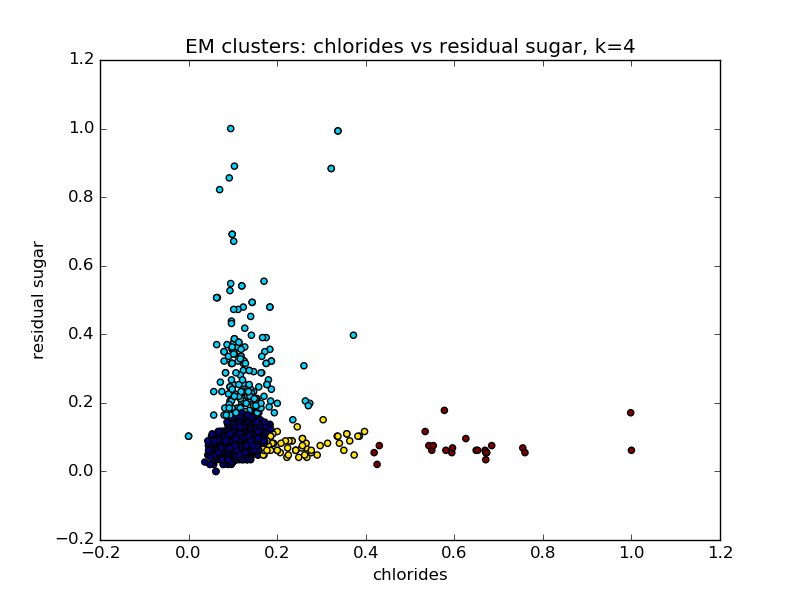 EM clusters: chlorides vs residual sugar, k=4
1.2
1.0
0.8
0.6
0.4
0.2
0.0
−0.2
residual sugar
−0.2 0.0 0.2 0.4 0.6 0.8 1.0 1.2
chlorides